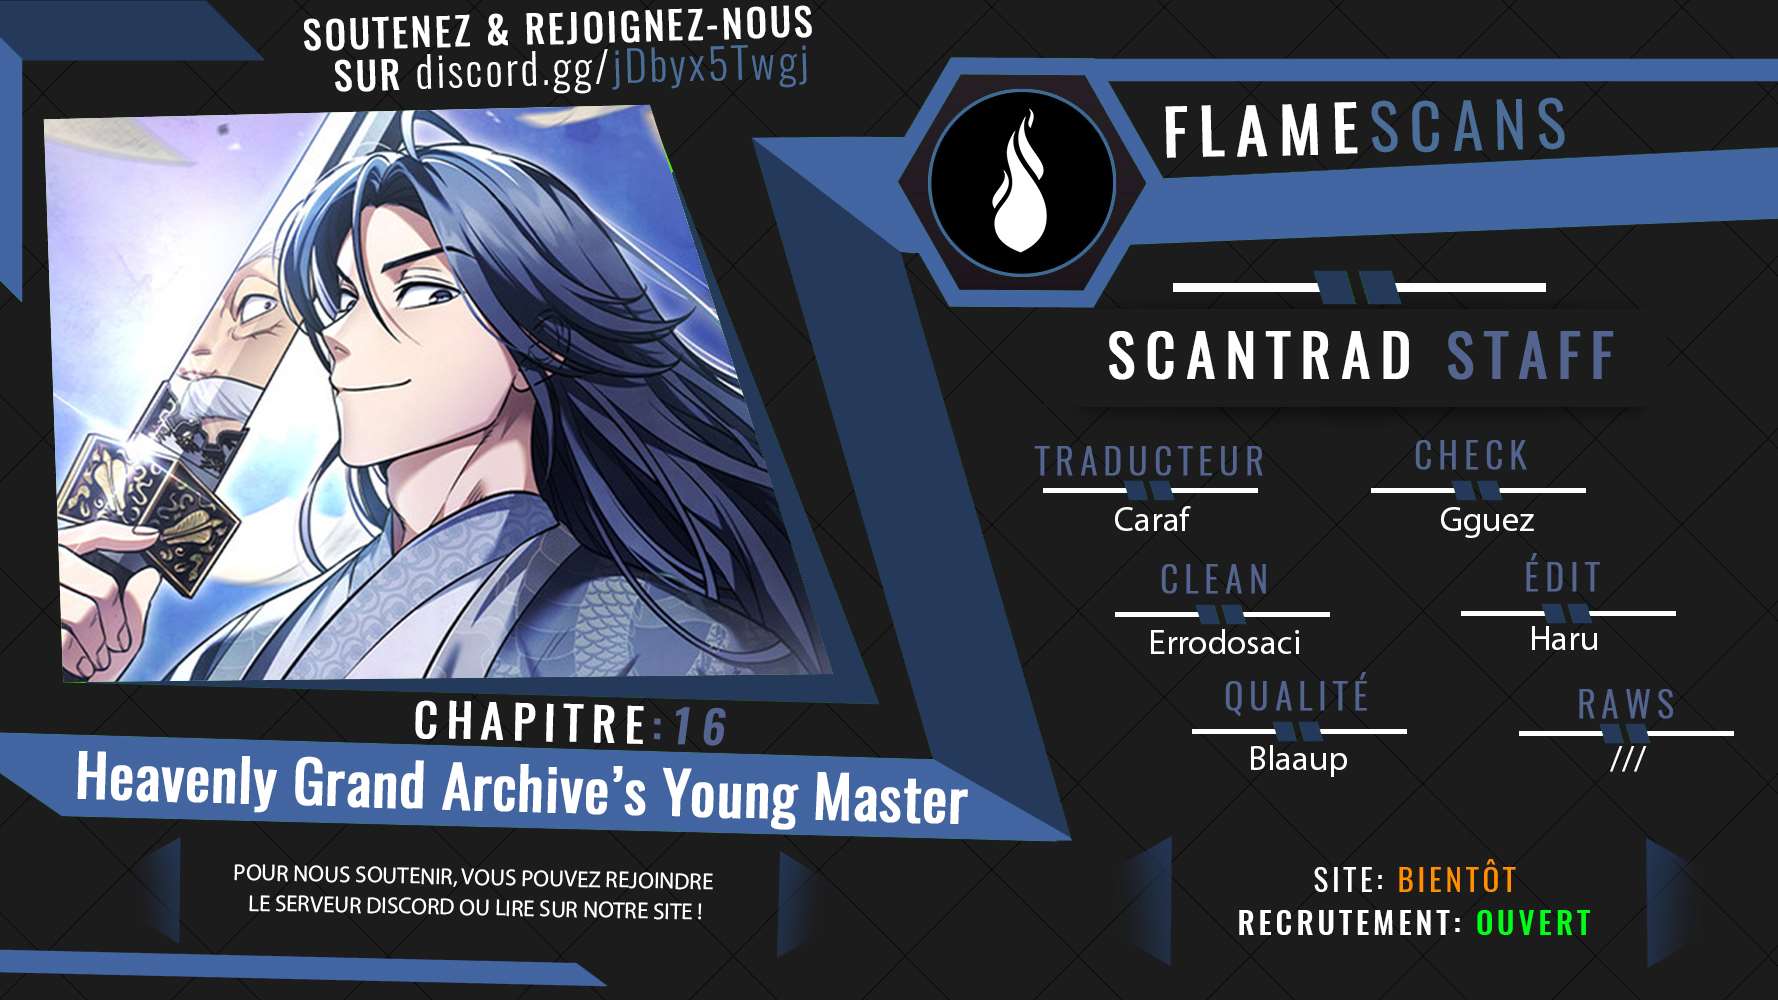 SOUTENEZ & REJOIGNEZ-NOUS
SUR discord.gg/jDbyx5Twgj
FLAMESCANS
SCANTRAD STAFF
TRADUCTEUR
Caraf
CHECK
Gguez
CLEAN
Errodosaci
ÉDIT
Haru
QUALITÉ
Blaaup
RAWS
///
CHAPITRE:16
Heavenly Grand Archive’s Young Master
POUR NOUS SOUTENIR, VOUS POUVEZ REJOINDRE
LE SERVEUR DISCORD OU LIRE SUR NOTRE SITE !
SITE: BIENTÔT
RECRUTEMENT: OUVERT